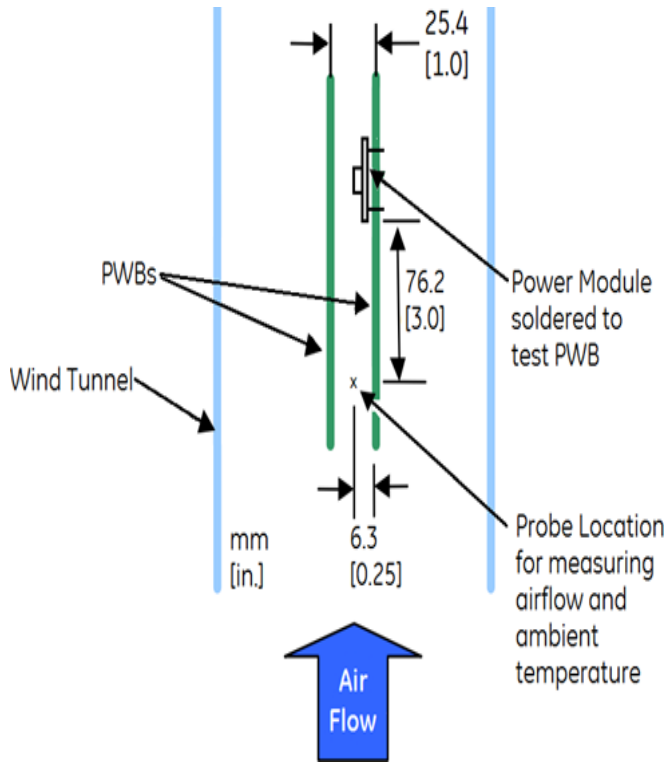 25.4
[1.0]
PWBs
76.2
[3.0]
Power Module
soldered to
test PWB
Wind Tunnel
x
mm
[in.]
6.3
[0.25]
Probe Location
for measuring
airflow and
ambient
temperature
Air
Flow